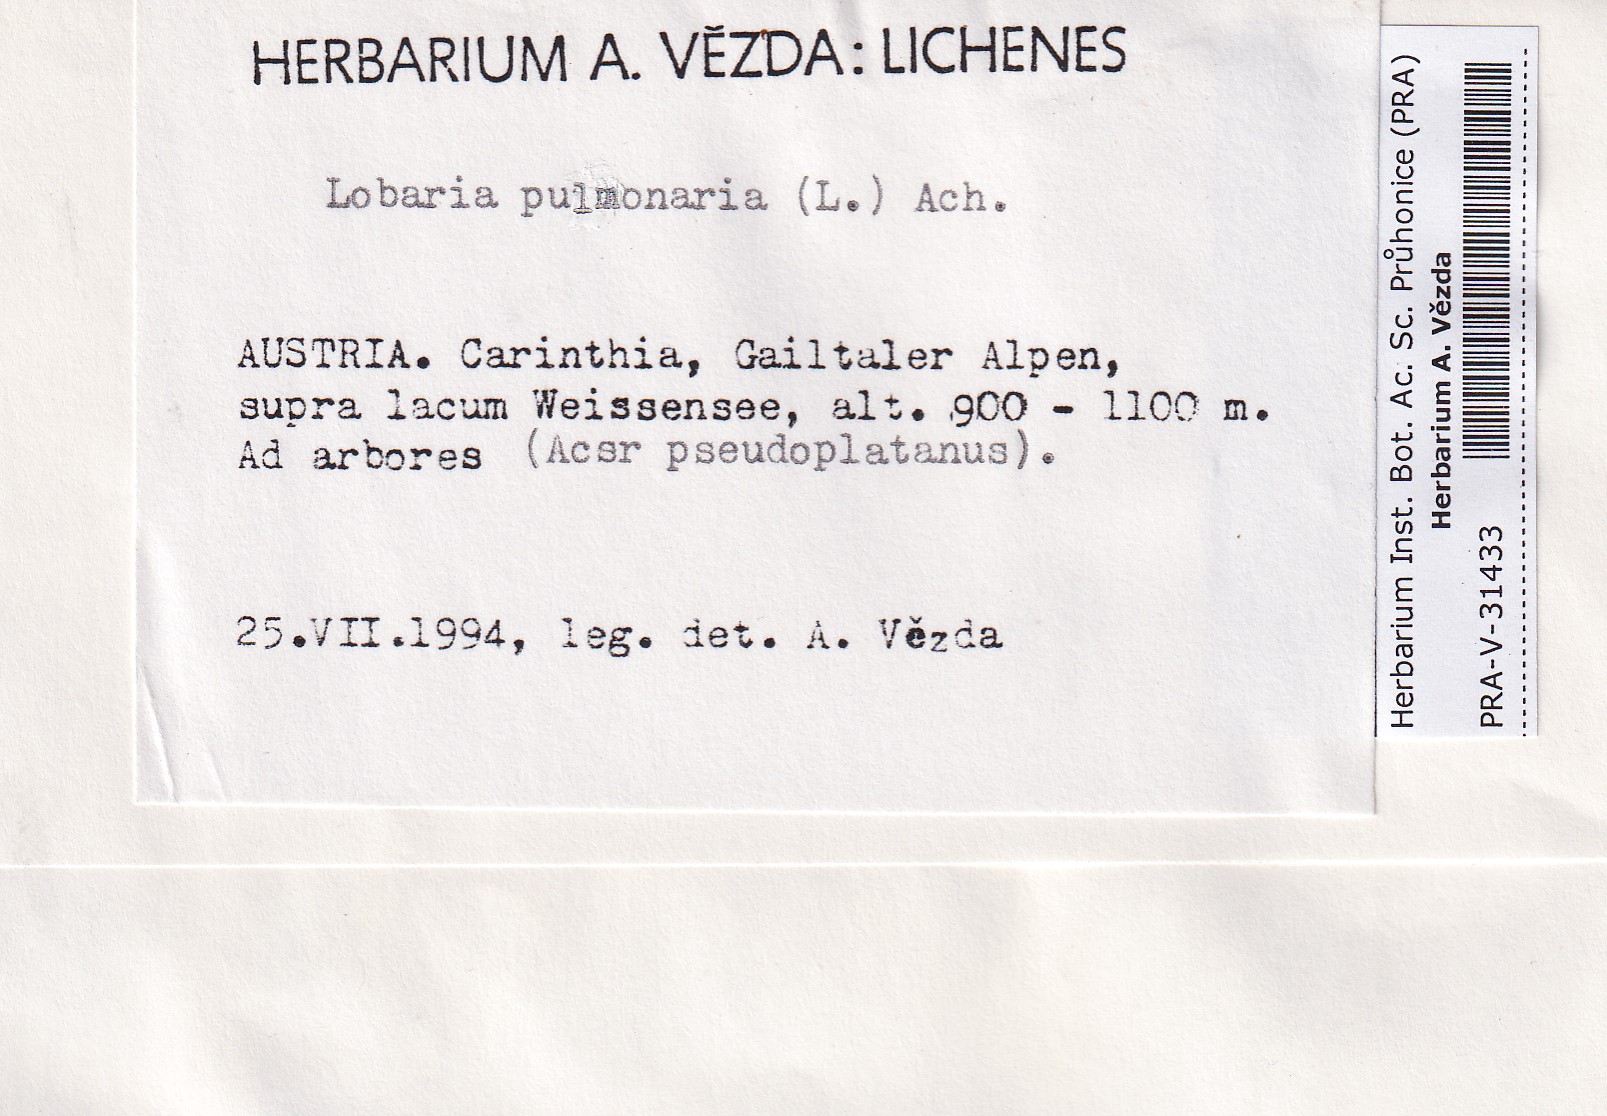 HERBARIUM A. VĚZDA: LICHENES
Lobaria pulmonaria (L.) Ach.
AUSTRIA. Carinthia, Gailtaler Alpen,
supra lacum Weissensee, alt. 900 - 1100 m.
Ad arbores (Acsr pseudoplatanus).
25.VII.1994, leg. det. A. Vězda
Herbarium Inst. Bot. Ac. Sc. Průhonice (PRA)
Herbarium A. Vězda
PRA-V-31433